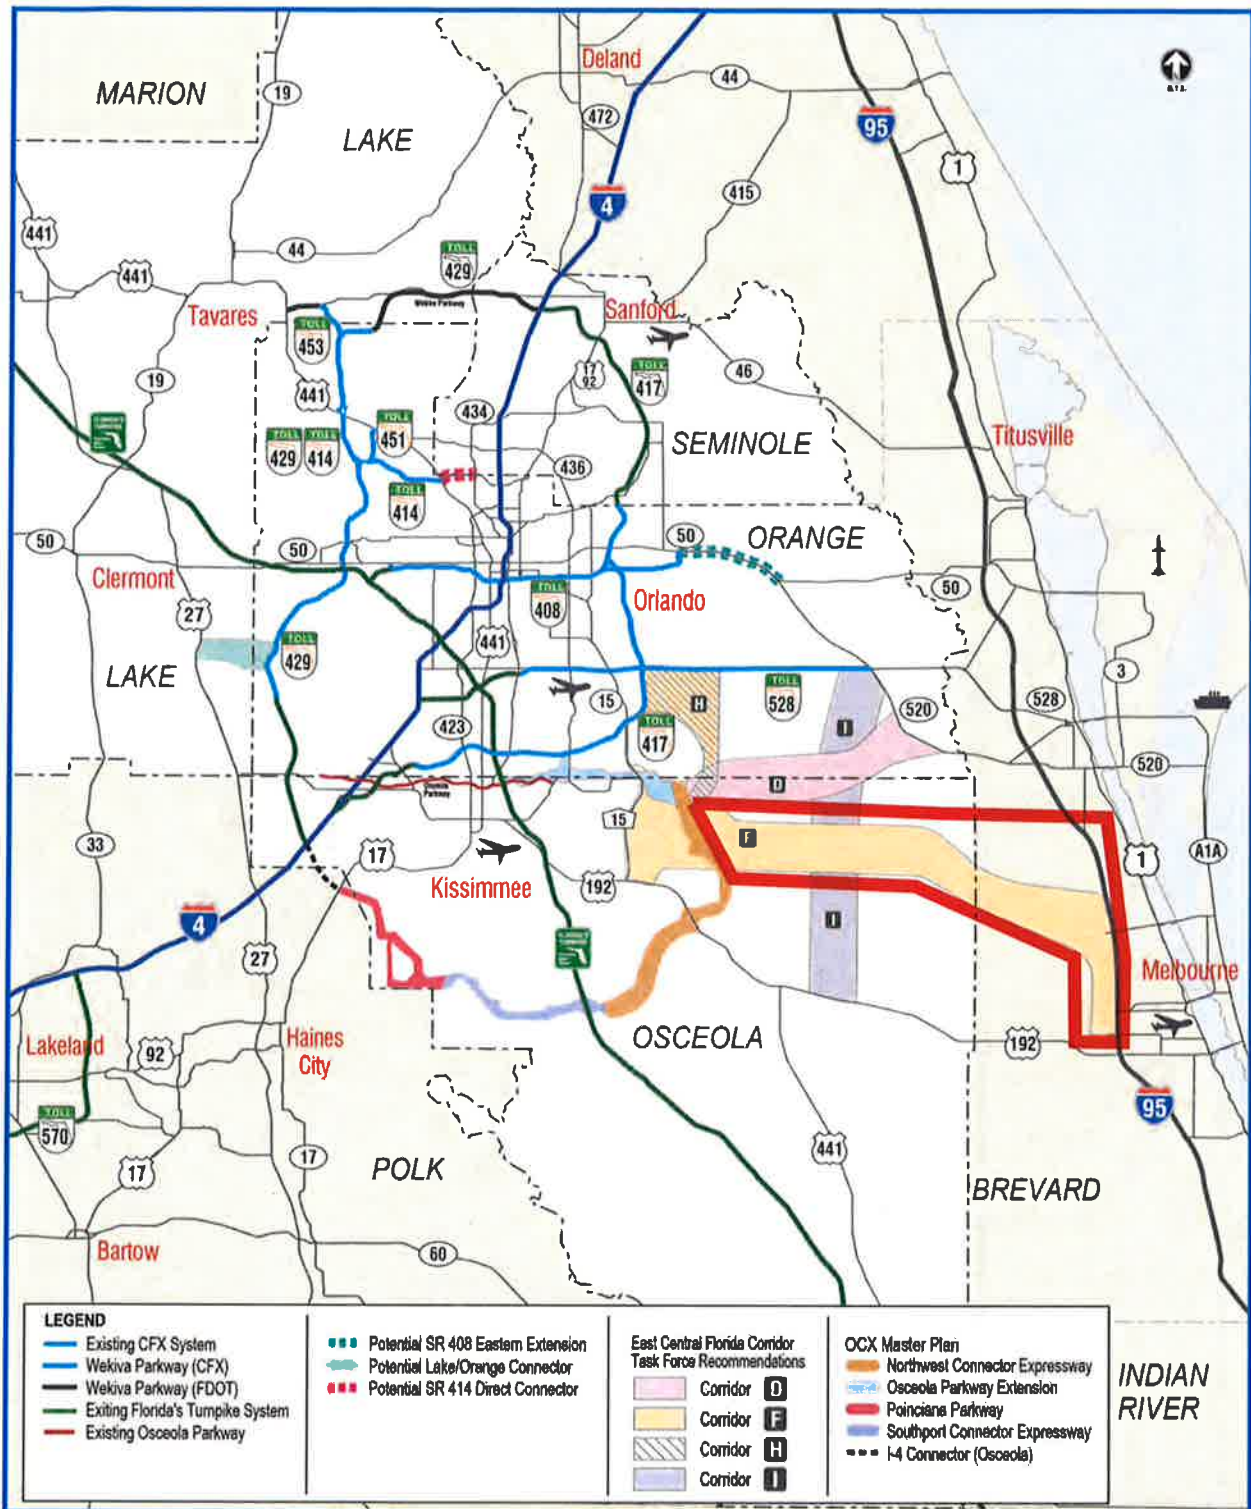 N.T.S.
Deland
44
MARION
19
472
95
LAKE
1
415
4
441
44
TOLL
429
441
Wekiva Parkway
Tavares
Sanford
TOLL
453
17
92
TOLL
417
46
19
441
434
TOLL
451
Titusville
SEMINOLE
TOLL
429
TOLL
414
436
TOLL
414
50
50
50
ORANGE
Clermont
50
27
TOLL
408
Orlando
441
TOLL
429
LAKE
3
15
H
TOLL
528
528
423
TOLL
417
I
520
520
Osceola
Parkway
D
15
F
33
17
1
A1A
Kissimmee
192
I
4
27
Melbourne
Lakeland
92
Haines
City
OSCEOLA
192
95
TOLL
570
441
17
17
POLK
BREVARD
Bartow
60
LEGEND
Existing CFX System
Wekiva Parkway (CFX)
Wekiva Parkway (FDOT)
Exiting Florida's Turnpike System
Existing Osceola Parkway
Potential SR 408 Eastern Extension
Potential Lake/Orange Connector
Potential SR 414 Direct Connector
East Central Florida Corridor
Task Force Recommendations
Corridor D
Corridor F
Corridor H
Corridor I
OCX Master Plan
Northwest Connector Expressway
Osceola Parkway Extension
Poinciana Parkway
Southport Connector Expressway
I-4 Connector (Osceola)
INDIAN
RIVER